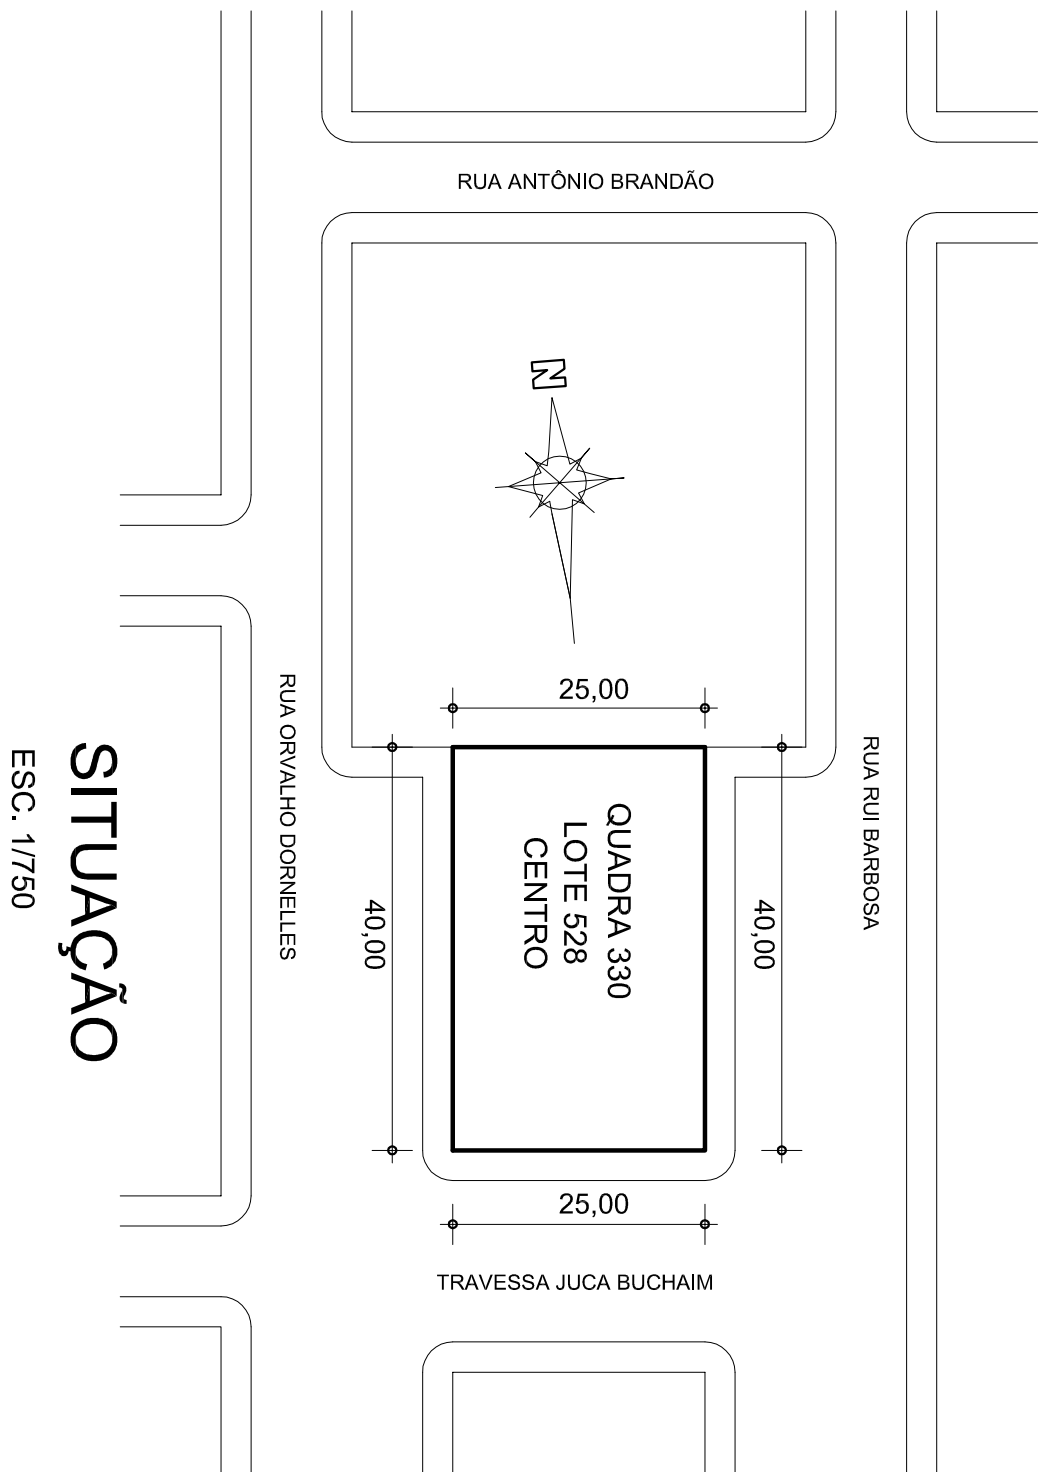 RUA ANTÔNIO BRANDÃO
N
25,00
RUA ORVALHO DORNELLES
RUA RUI BARBOSA
QUADRA 330
LOTE 528
CENTRO
40,00
40,00
25,00
TRAVESSA JUCA BUCHAIM
SITUAÇÃO
ESC. 1/750